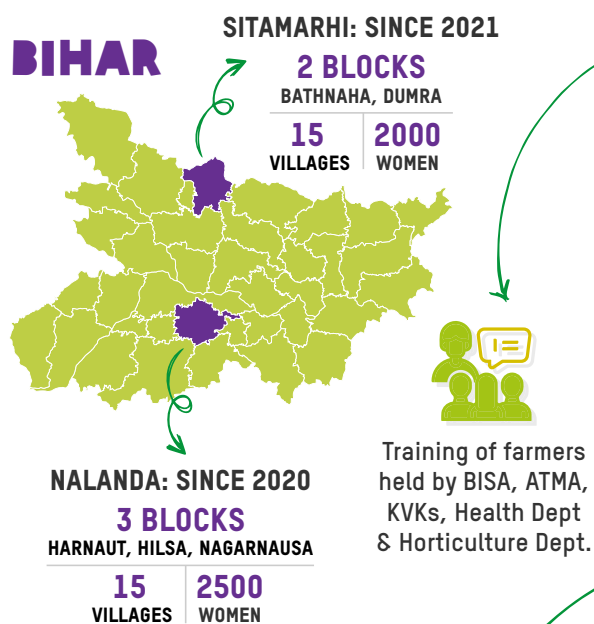 BIHAR
SITAMARHI: SINCE 2021
2 BLOCKS
BATHNAHA, DUMRA
15 2000
VILLAGES WOMEN
Training of farmers
held by BISA, ATMA,
KVKs, Health Dept
& Horticulture Dept.
NALANDA: SINCE 2020
3 BLOCKS
HARNAUT, HILSA, NAGARNAUSA
15 2500
VILLAGES WOMEN